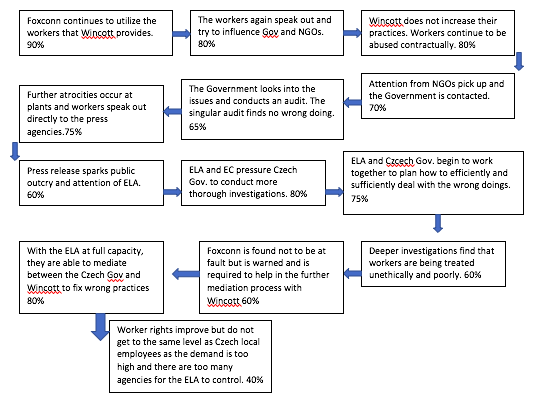 Foxconn continues to utilize the
workers that Wincott provides.
90%
The workers again speak out and
try to influence Gov and NGOs.
80%
Wincott does not increase their
practices. Workers continue to be
abused contractually. 80%
Attention from NGOs pick up and
the Government is contacted.
70%
The Government looks into the
issues and conducts an audit. The
singular audit finds no wrong doing.
65%
Further atrocities occur at
plants and workers speak out
directly to the press
agencies.75%
Press release sparks public
outcry and attention of ELA.
60%
ELA and EC pressure Czech
Gov. to conduct more
thorough investigations. 80%
ELA and Czcech Gov. begin to work
together to plan how to efficiently and
sufficiently deal with the wrong doings.
75%
Deeper investigations find that
workers are being treated
unethically and poorly. 60%
Foxconn is found not to be at
fault but is warned and is
required to help in the further
mediation process with
Wincott 60%
With the ELA at full capacity,
they are able to mediate
between the Czech Gov and
Wincott to fix wrong practices
80%
Worker rights improve but do not
get to the same level as Czech local
employees as the demand is too
high and there are too many
agencies for the ELA to control. 40%